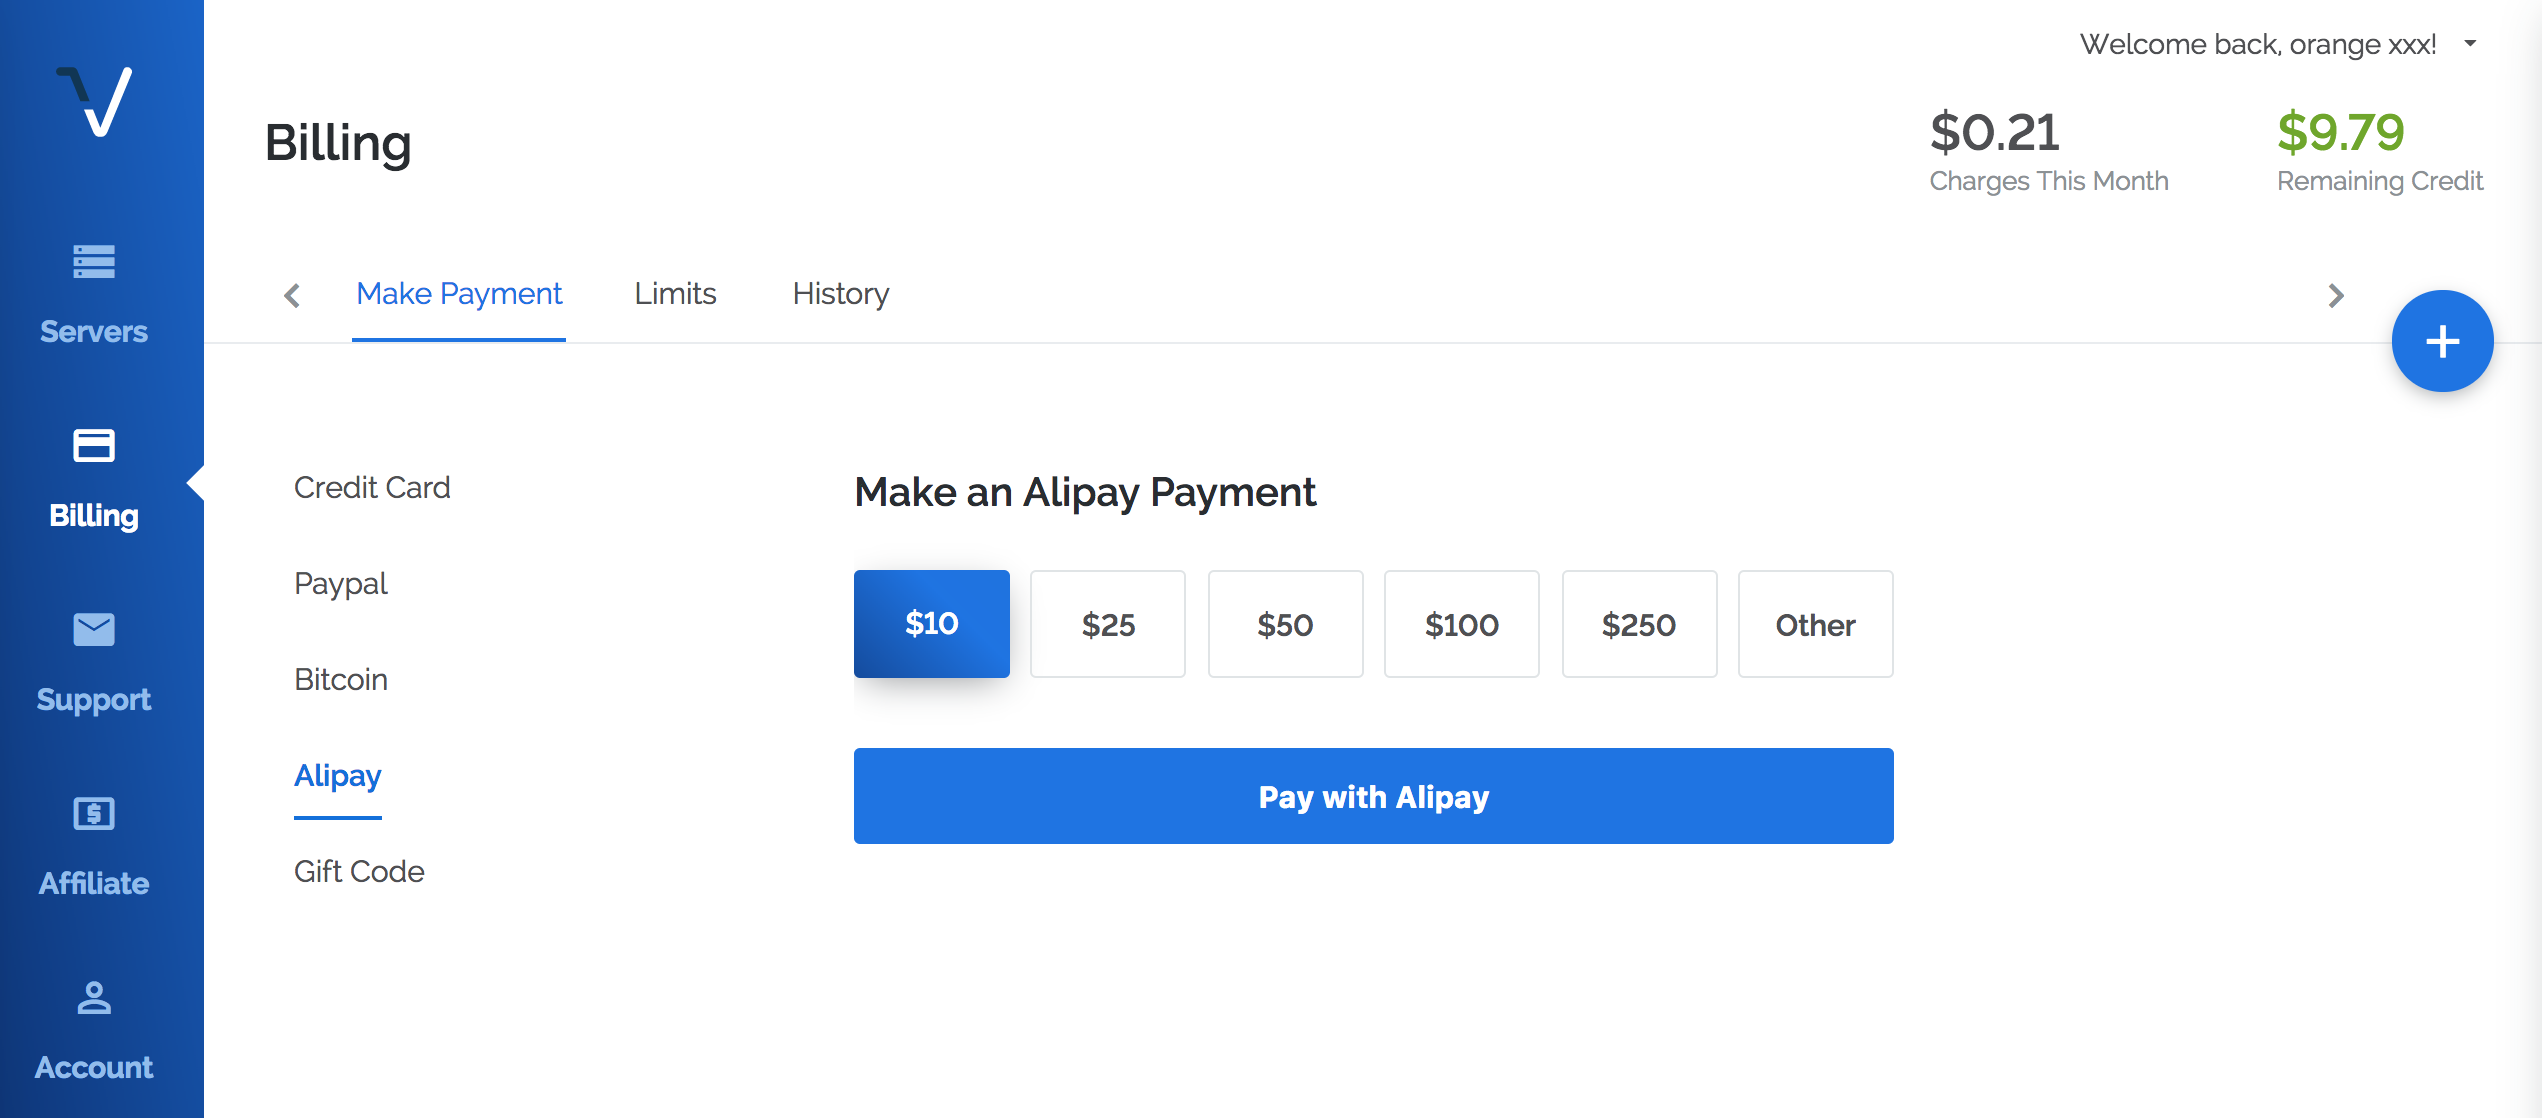 Welcome back, orange xxx!
Billing
$0.21
Charges This Month
$9.79
Remaining Credit
Servers
Billing
Support
Affiliate
Account
Make Payment
Limits
History
Credit Card
Paypal
Bitcoin
Alipay
Gift Code
Make an Alipay Payment
$10
$25
$50
$100
$250
Other
Pay with Alipay